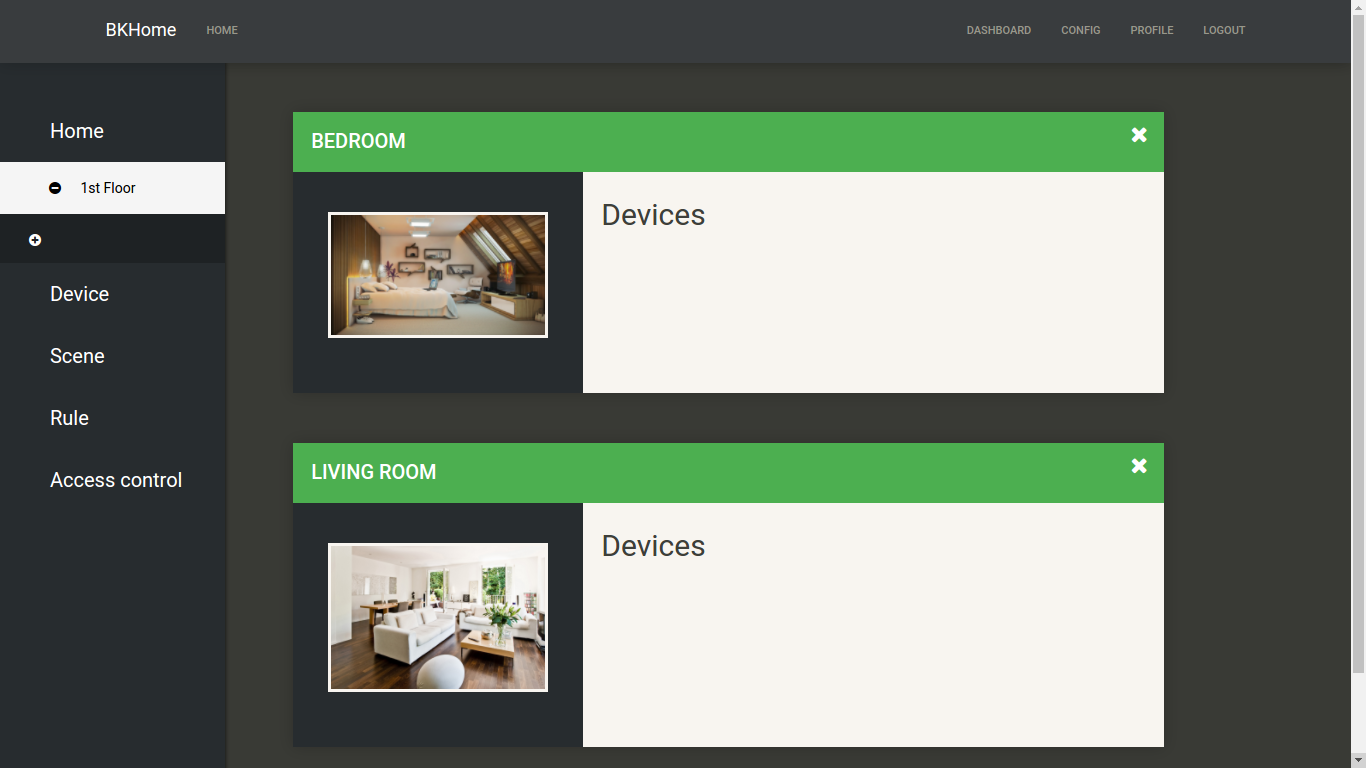 BKHome HOME DASHBOARD CONFIG PROFILE LOGOUT
Home
1st Floor
Device
Scene
Rule
Access control
BEDROOM
Devices
LIVING ROOM
Devices